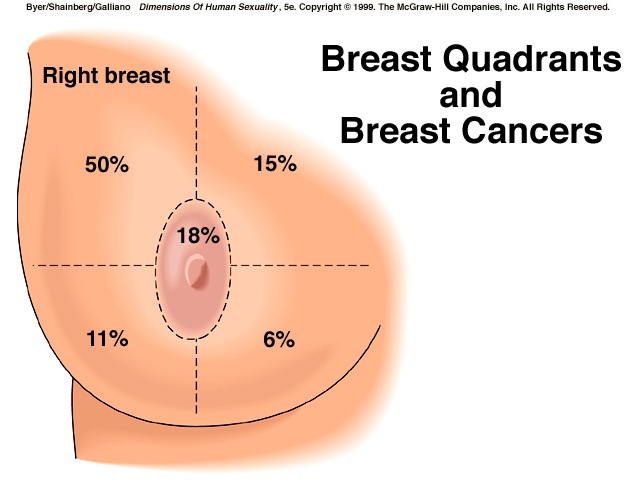 Byer/Shainberg/Galliano Dimensions Of Human Sexuality, 5e. Copyright © 1999. The McGraw-Hill Companies, Inc. All Rights Reserved.
Breast Quadrants
and
Breast Cancers
Right breast
50%
15%
18%
11%
6%